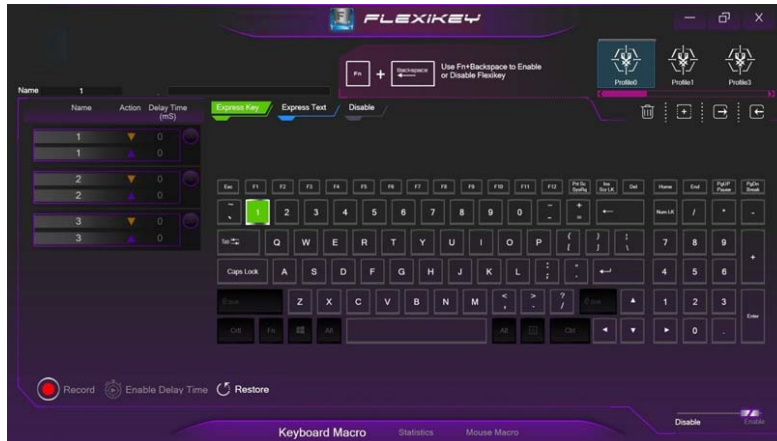 FLEXIKEY
Fn + Backspace Use Fn+Backspace to Enable
or Disable Flexikey
Profile0 Profile1 Profile3
Name 1
Name Action Delay Time
(mS)
Express Key Express Text Disable
1 0
1 0
2 0
2 0
3 0
3 0
Esc F1 F2 F3 F4 F5 F6 F7 F8 F9 F10 F11 F12 Prt Sc SysRq Ins Scr LK Del Home End PgUP Pause PgDn Break
~ ` 1 2 3 4 5 6 7 8 9 0 - + = Num LK / * -
Tab Q W E R T Y U I O P { [ } ] | \ 7 8 9 +
Caps Lock A S D F G H J K L : ; 4 5 6
Z X C V B N M < , > . ? / 1 2 3 Enter
Ctrl Fn Alt Alt Ctrl 0 .
Record Enable Delay Time Restore
Disable Enable
Keyboard Macro Statistics Mouse Macro